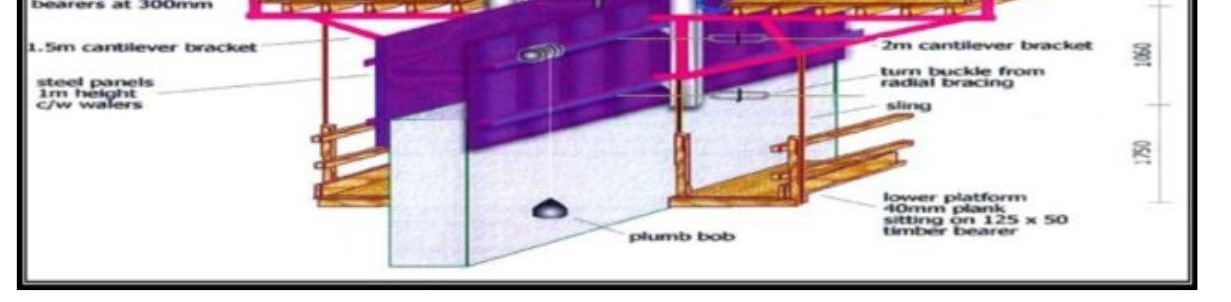 bearers at 300mm
1.5m cantilever bracket
steel panels
1m height
c/w walers
2m cantilever bracket
turn buckle from
radial bracing
sling
1060
1750
lower platform
40mm plank
sitting on 125 x 50
timber bearer
plumb bob